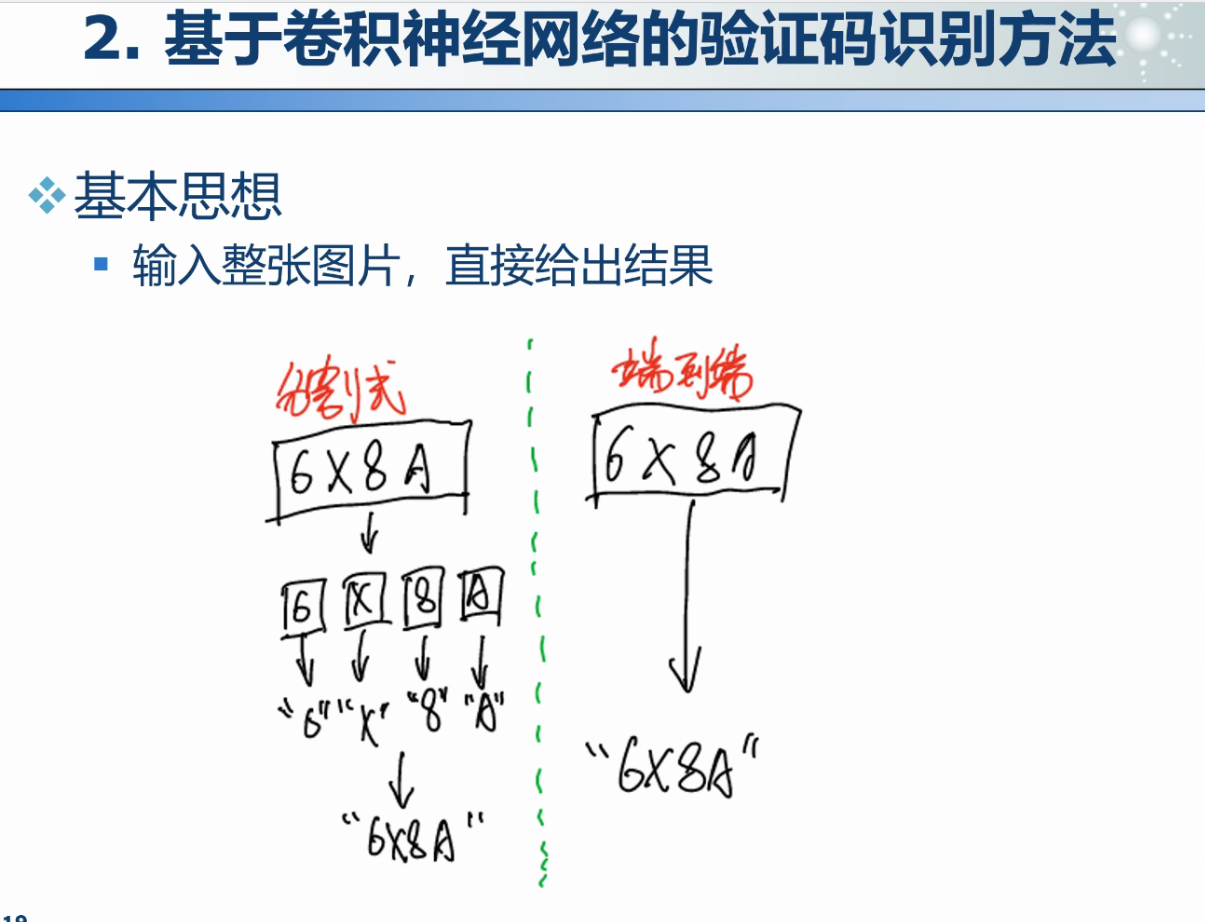 2. 基于卷积神经网络的验证码识别方法
基本思想
输入整张图片，直接给出结果
分割式
6X8A
6 X 8 A
“6” “X” “8” “A”
“6X8A”
端到端
6X8A
“6X8A”
19